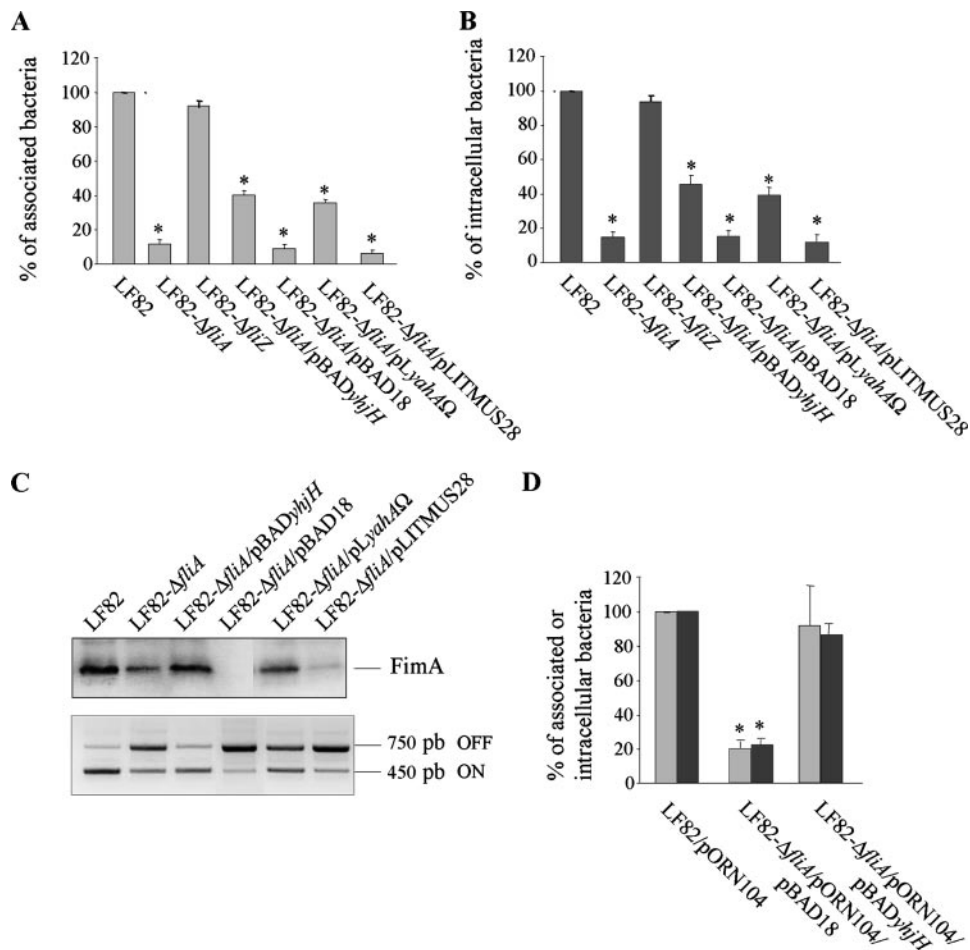 A
% of associated bacteria
120
100
80
60
40
20
0
*
*
*
*
*
LF82
LF82-ΔfliA
LF82-ΔfliZ
LF82-ΔfliA/pBADyhjH
LF82-ΔfliA/pBAD18
LF82-ΔfliA/pLyahAΩ
LF82-ΔfliA/pLITMUS28
B
% of intracellular bacteria
120
100
80
60
40
20
0
*
*
*
*
*
LF82
LF82-ΔfliA
LF82-ΔfliZ
LF82-ΔfliA/pBADyhjH
LF82-ΔfliA/pBAD18
LF82-ΔfliA/pLyahAΩ
LF82-ΔfliA/pLITMUS28
C
LF82
LF82-ΔfliA
LF82-ΔfliA/pBADyhjH
LF82-ΔfliA/pBAD18
LF82-ΔfliA/pLyahAΩ
LF82-ΔfliA/pLITMUS28
FimA
750 pb OFF
450 pb ON
D
% of associated or
intracellular bacteria
120
100
80
60
40
20
0
* *
LF82/pORN104
LF82-ΔfliA/pORN104/
pBAD18
LF82-ΔfliA/pORN104/
pBADyhjH